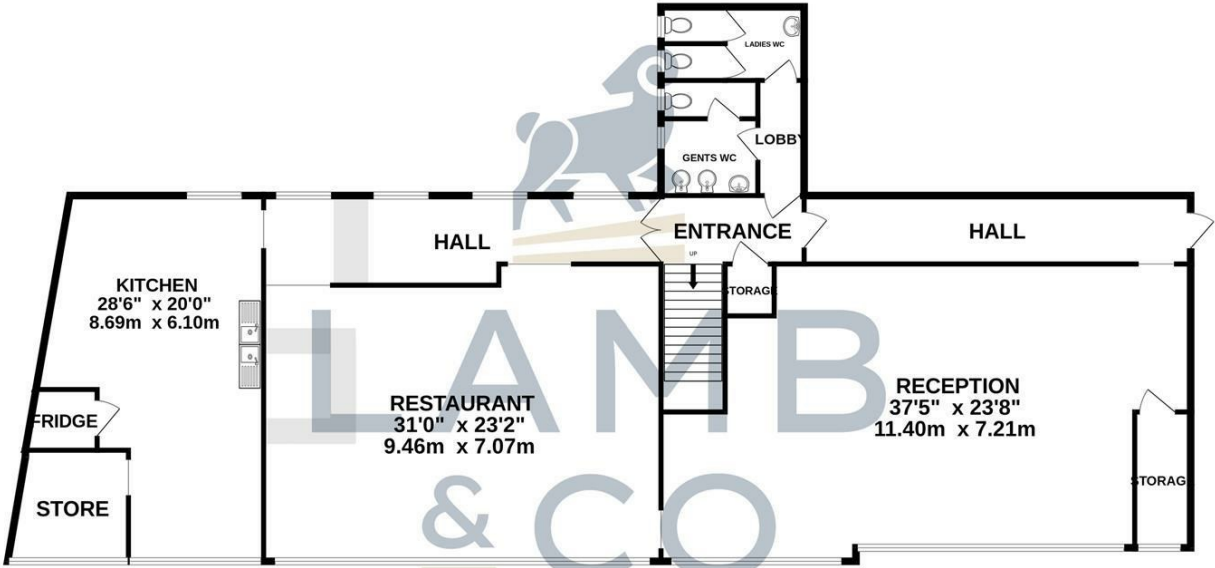 LADIES WC
LOBBY
GENTS WC
HALL
ENTRANCE
HALL
UP
STORAGE
KITCHEN
28'6" x 20'0"
8.69m x 6.10m
LAMB
RECEPTION
37'5" x 23'8"
11.40m x 7.21m
RESTAURANT
31'0" x 23'2"
9.46m x 7.07m
FRIDGE
STORE
STORAGE
& CO